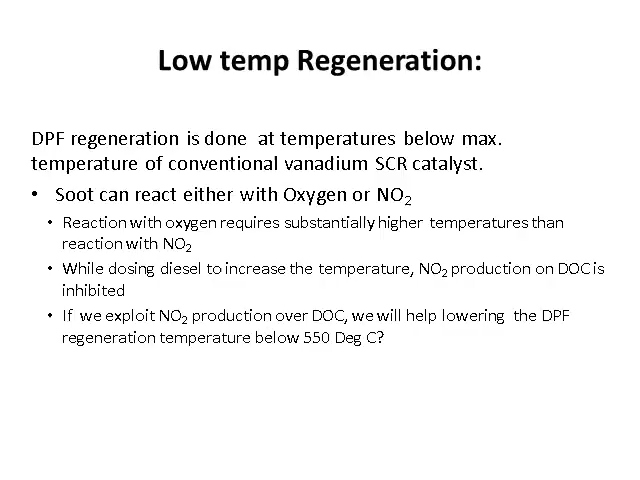 Low temp Regeneration:
DPF regeneration is done  at temperatures below max.
temperature of conventional vanadium SCR catalyst.
• Soot can react either with Oxygen or NO₂
• Reaction with oxygen requires substantially higher temperatures than
reaction with NO₂
• While dosing diesel to increase the temperature, NO₂ production on DOC is
inhibited
• If  we exploit NO₂ production over DOC, we will help lowering  the DPF
regeneration temperature below 550 Deg C?